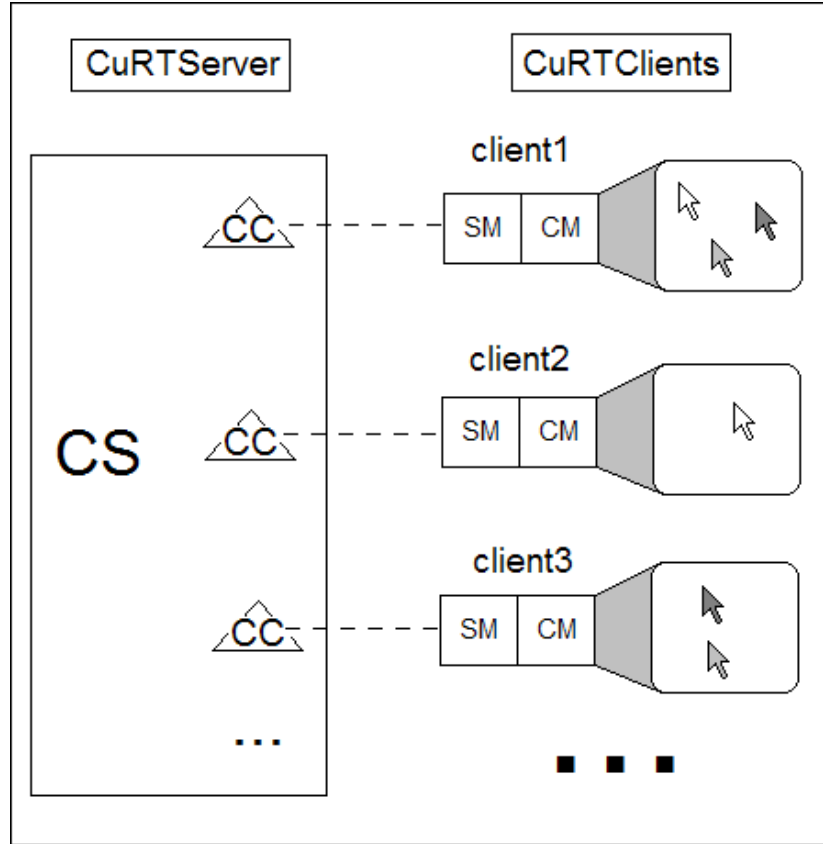 CuRTServer
CuRTClients
client1
CC
SM CM
client2
CS
CC
SM CM
client3
CC
SM CM
...
...